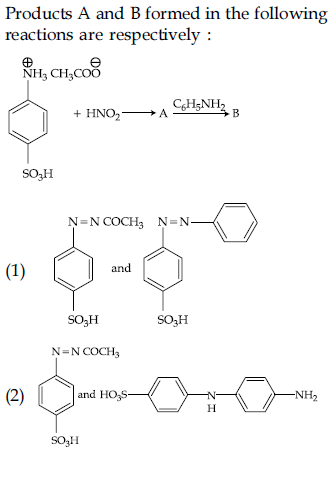 Products A and B formed in the following
reactions are respectively :
⊕ ⊖
NH₃ CH₃COO
+ HNO₂ → A C₆H₅NH₂ → B
SO₃H
N=N COCH₃ N=N
(1) and
SO₃H SO₃H
N=N COCH₃
(2) and HO₃S N NH₂
H
SO₃H